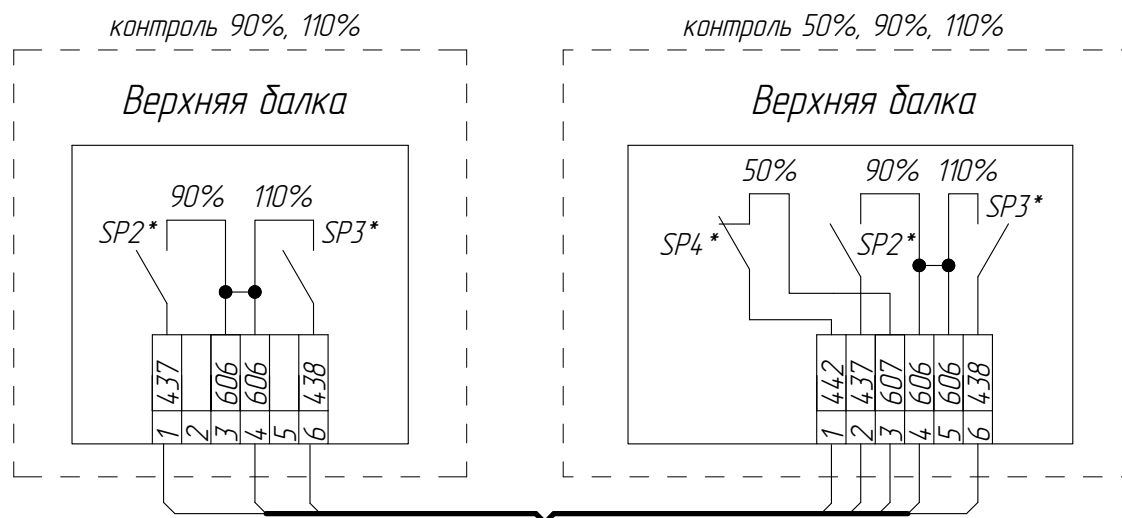 контроль 90%, 110%
Верхняя балка
90% 110%
SP2* SP3*
437 606 606 438
1 2 3 4 5 6
контроль 50%, 90%, 110%
Верхняя балка
50% 90% 110%
SP4* SP2* SP3*
442 437 607 606 606 438
1 2 3 4 5 6